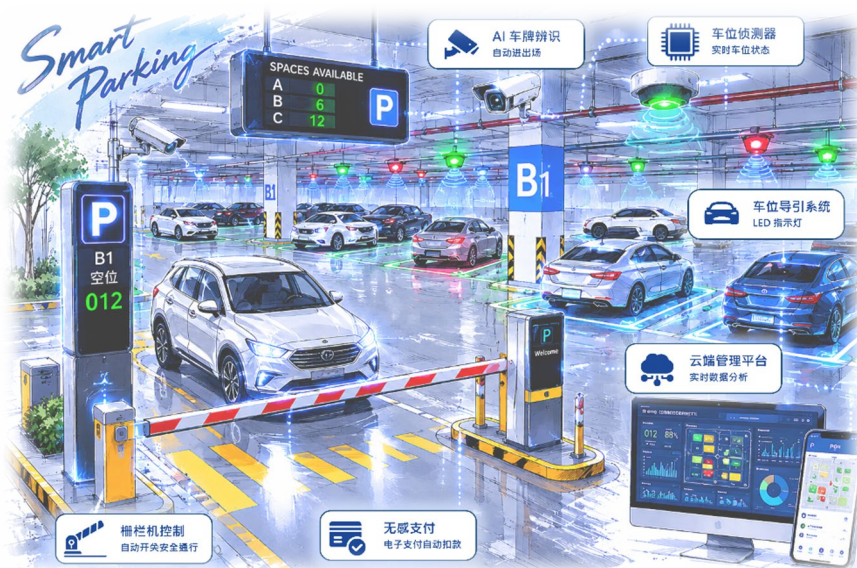 Smart
Parking
AI 车牌辨识
自动进出场
车位侦测器
实时车位状态
SPACES AVAILABLE
A 0
B 6
C 12
P
B1
B1
P
B1
空位
012
车位导引系统
LED 指示灯
P
Welcome
云端管理平台
实时数据分析
012
88%
栅栏机控制
自动开关安全通行
无感支付
电子支付自动扣款